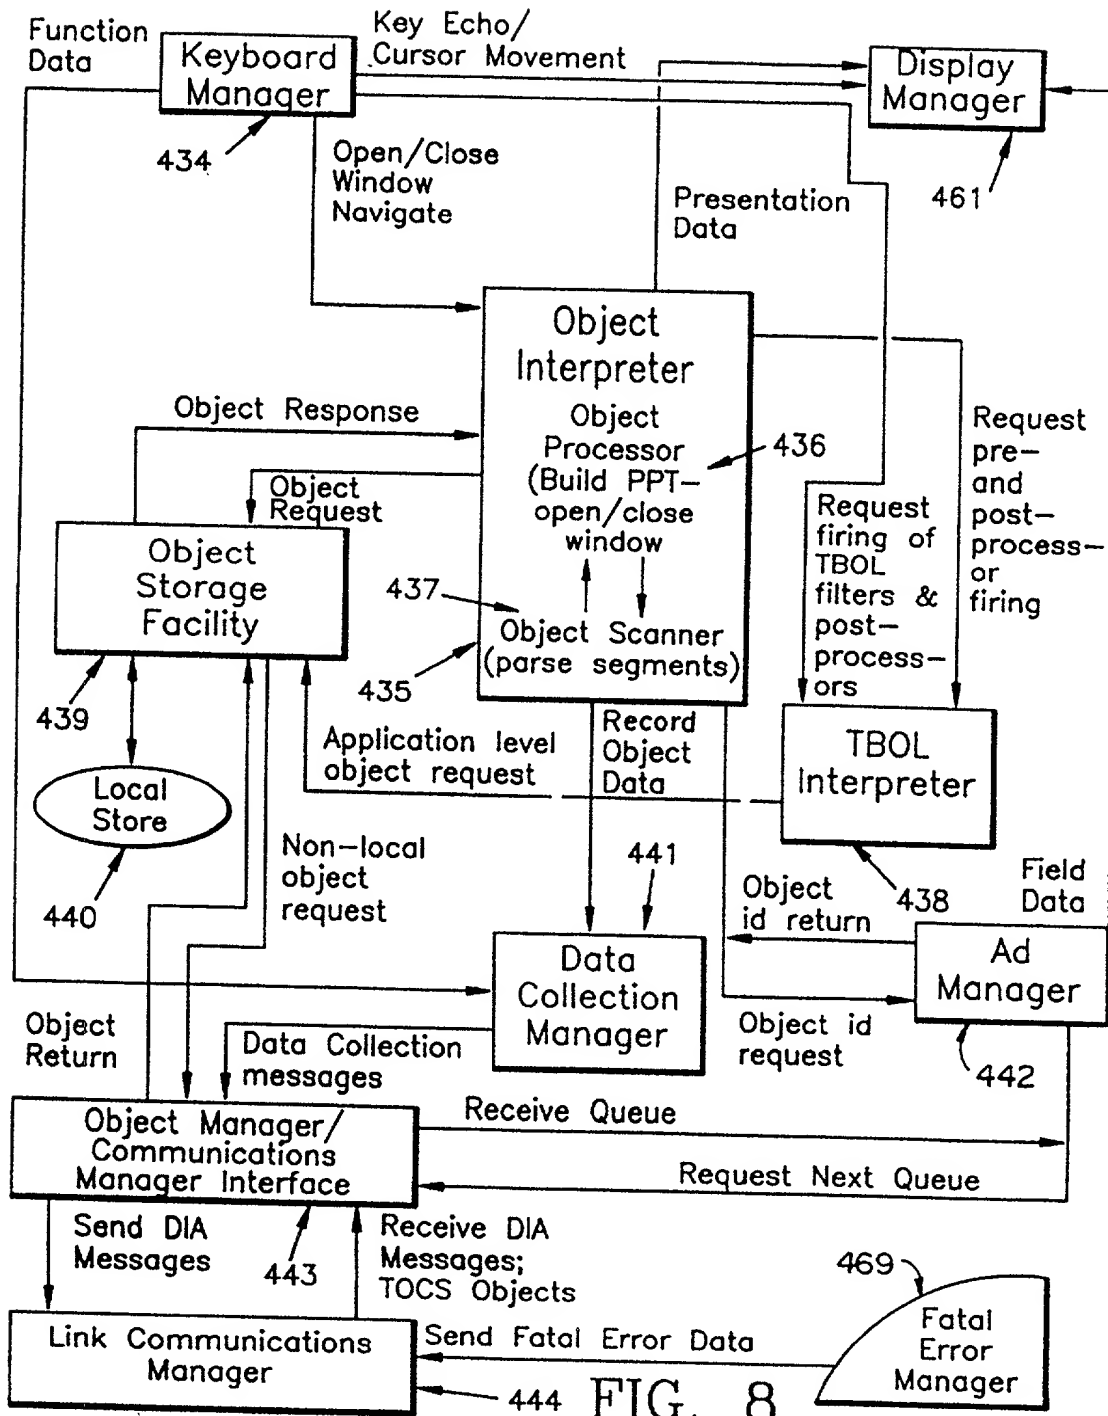 Function
Data
Keyboard
Manager
Key Echo/
Cursor Movement
Display
Manager
434
Open/Close
Window
Navigate
461
Presentation
Data
Object
Interpreter
Object
Processor
(Build PPT-
open/close
window
436
Object Response
Object
Request
Request
pre-
and
post-
process-
or
firing
Request
firing of
TBOL
filters &
post-
process-
ors
Object
Storage
Facility
437
Object Scanner
(parse segments)
435
439
Application level
object request
Record
Object
Data
TBOL
Interpreter
Local
Store
440
Non-local
object
request
441
438
Field
Data
Object
id return
Ad
Manager
Data
Collection
Manager
Object id
request
442
Object
Return
Data Collection
messages
Object Manager/
Communications
Manager Interface
Receive Queue
Request Next Queue
Send DIA
Messages
443
Receive DIA
Messages;
TOCS Objects
469
Fatal
Error
Manager
Link Communications
Manager
Send Fatal Error Data
444
FIG. 8